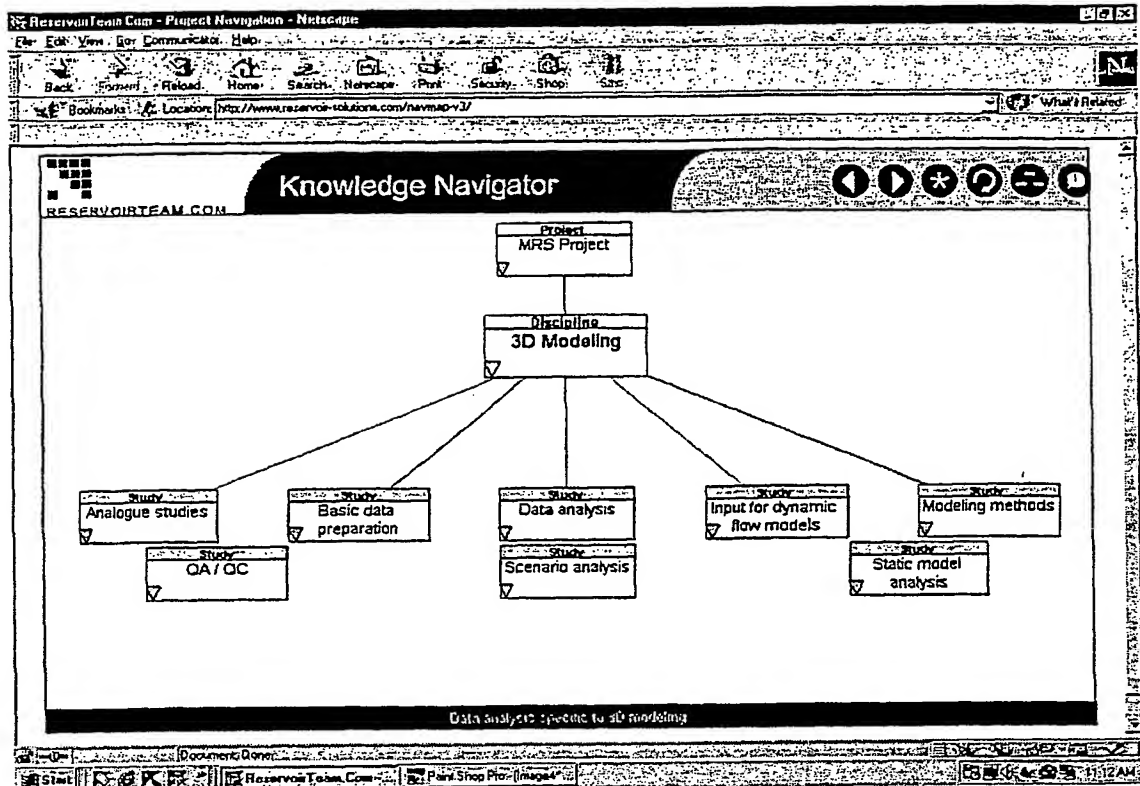 ReservoirTeam.Com - Project Navigation - Netscape
File Edit View Go Communicator Help
Back Forward Reload Home Search Netscape Print Security Shop Stop
Bookmarks Location: http://www.reservoir-solutions.com/navmap-v3/ What's Related
RESERVOIRTEAM.COM
Knowledge Navigator
Project
MRS Project
Discipline
3D Modeling
Study
Analogue studies
Study
Basic data
preparation
Study
Data analysis
Study
Input for dynamic
flow models
Study
Modeling methods
Study
QA / QC
Study
Scenario analysis
Study
Static model
analysis
Data analysis specific to 3D modeling
Document: Done
Start ReservoirTeam.Com - Paint Shop Pro - [Image4* 11:12AM